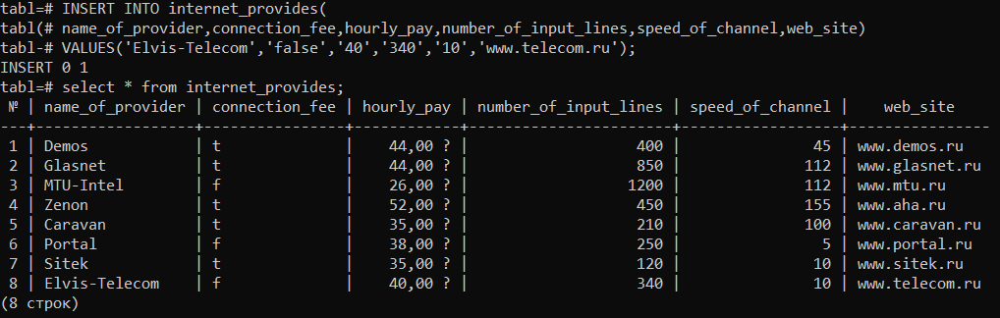 tabl=# INSERT INTO internet_provides(
tabl(# name_of_provider,connection_fee,hourly_pay,number_of_input_lines,speed_of_channel,web_site)
tabl-# VALUES('Elvis-Telecom','false','40','340','10','www.telecom.ru');
INSERT 0 1
tabl=# select * from internet_provides;
 № | name_of_provider | connection_fee | hourly_pay | number_of_input_lines | speed_of_channel |    web_site
---+------------------+----------------+------------+-----------------------+------------------+----------------
 1 | Demos            | t              |    44,00 ? |                   400 |               45 | www.demos.ru
 2 | Glasnet          | t              |    44,00 ? |                   850 |              112 | www.glasnet.ru
 3 | MTU-Intel        | f              |    26,00 ? |                  1200 |              112 | www.mtu.ru
 4 | Zenon            | t              |    52,00 ? |                   450 |              155 | www.aha.ru
 5 | Caravan          | t              |    35,00 ? |                   210 |              100 | www.caravan.ru
 6 | Portal           | f              |    38,00 ? |                   250 |                5 | www.portal.ru
 7 | Sitek            | t              |    35,00 ? |                   120 |               10 | www.sitek.ru
 8 | Elvis-Telecom    | f              |    40,00 ? |                   340 |               10 | www.telecom.ru
(8 строк)